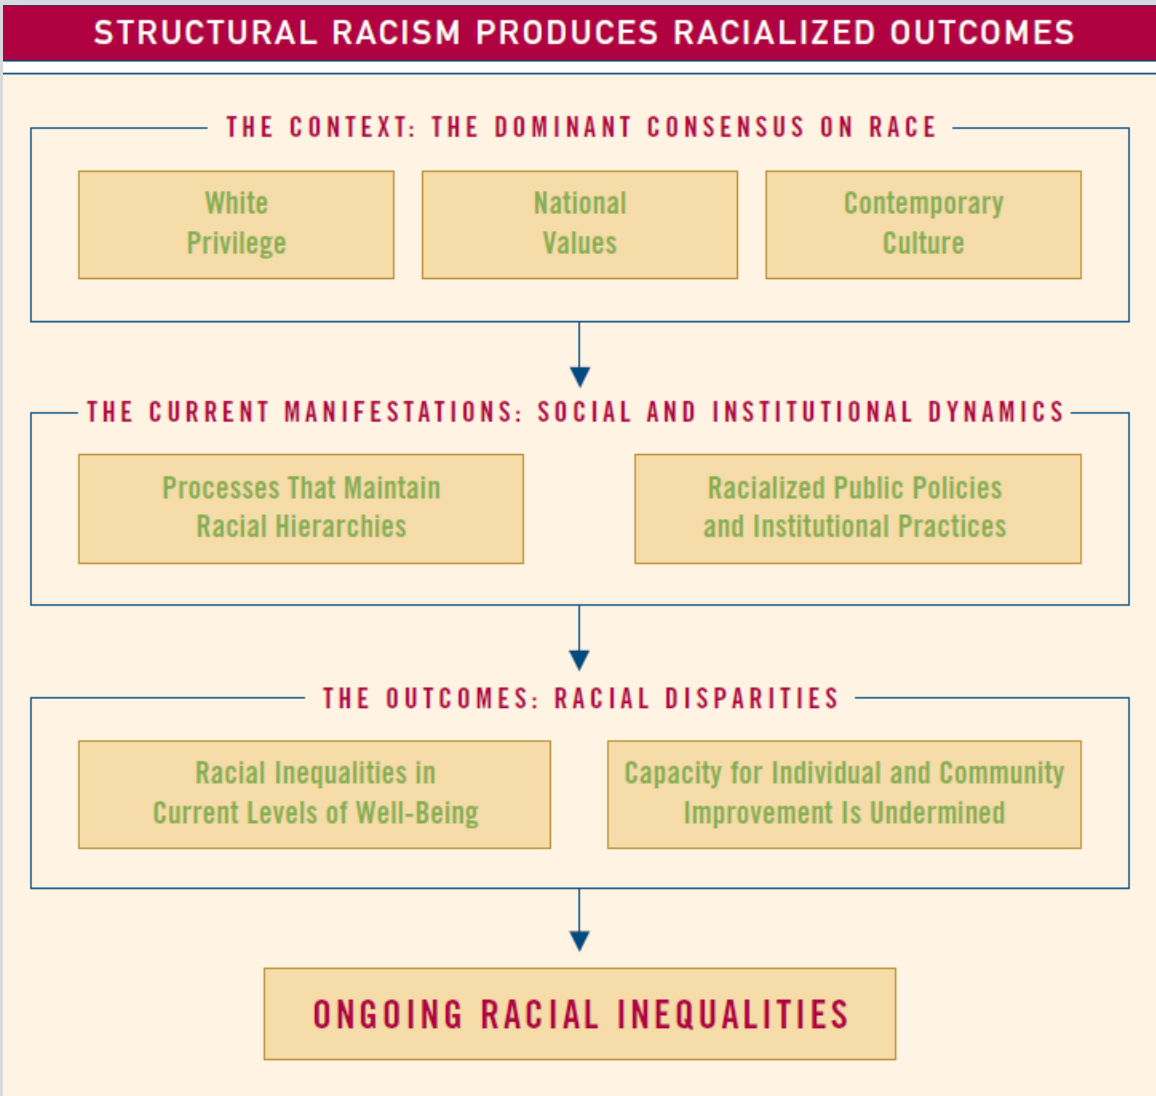 STRUCTURAL RACISM PRODUCES RACIALIZED OUTCOMES
THE CONTEXT: THE DOMINANT CONSENSUS ON RACE
White
Privilege
National
Values
Contemporary
Culture
THE CURRENT MANIFESTATIONS: SOCIAL AND INSTITUTIONAL DYNAMICS
Processes That Maintain
Racial Hierarchies
Racialized Public Policies
and Institutional Practices
THE OUTCOMES: RACIAL DISPARITIES
Racial Inequalities in
Current Levels of Well-Being
Capacity for Individual and Community
Improvement Is Undermined
ONGOING RACIAL INEQUALITIES